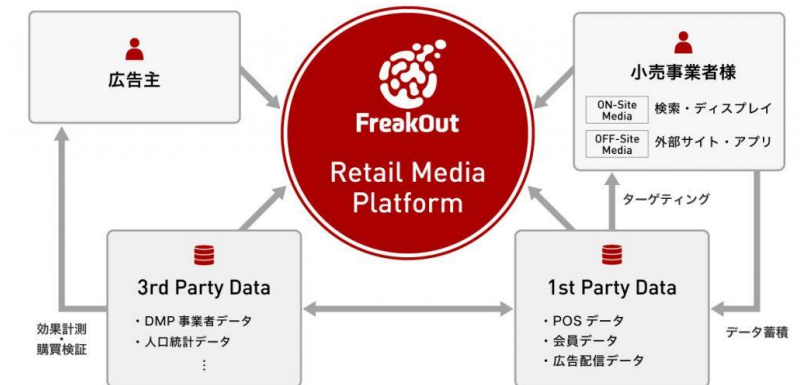 広告主
FreakOut
Retail Media
Platform
小売事業者様
ON-Site
Media
検索・ディスプレイ
OFF-Site
Media
外部サイト・アプリ
ターゲティング
3rd Party Data
・DMP 事業者データ
・人口統計データ
⋮
1st Party Data
・POS データ
・会員データ
・広告配信データ
効果計測
・
購買検証
データ蓄積